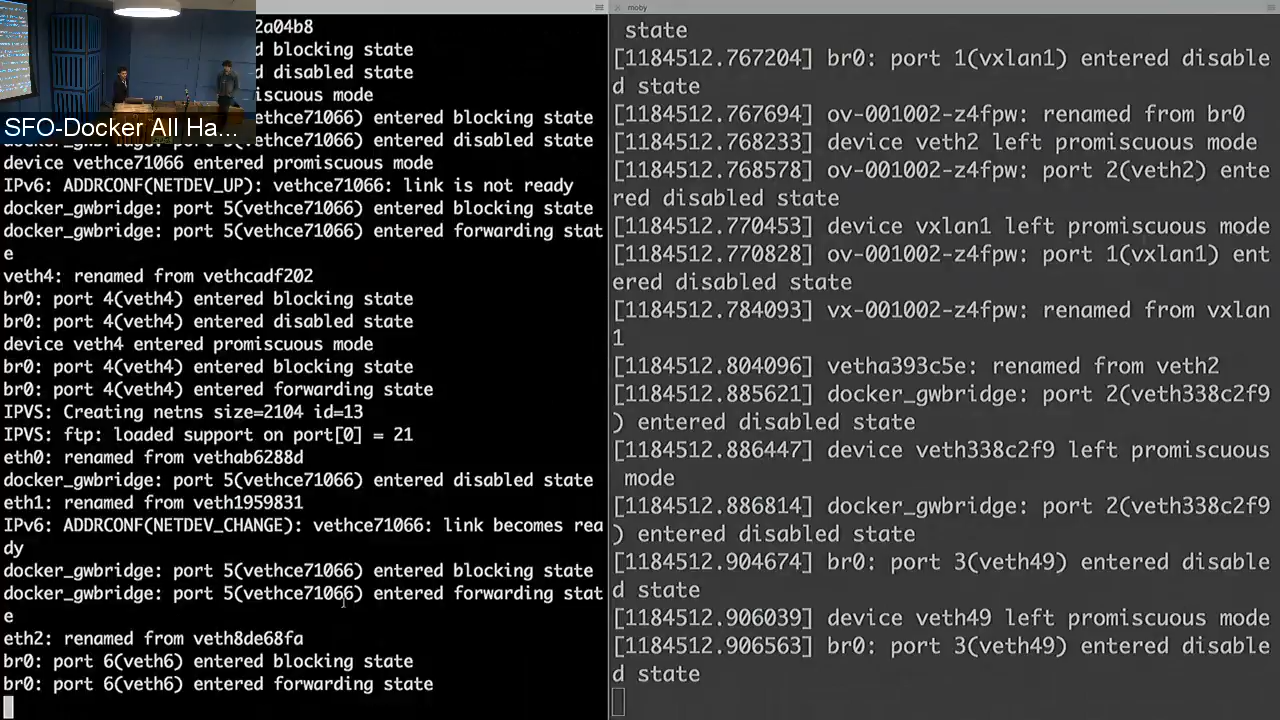 moby
2a04b8
d blocking state
d disabled state
iscuous mode
SFO-Docker All Ha...
docker_gwbridge: port 5(vethce71066) entered blocking state
docker_gwbridge: port 5(vethce71066) entered disabled state
device vethce71066 entered promiscuous mode
IPv6: ADDRCONF(NETDEV_UP): vethce71066: link is not ready
docker_gwbridge: port 5(vethce71066) entered blocking state
docker_gwbridge: port 5(vethce71066) entered forwarding stat
e
veth4: renamed from vethcadf202
br0: port 4(veth4) entered blocking state
br0: port 4(veth4) entered disabled state
device veth4 entered promiscuous mode
br0: port 4(veth4) entered blocking state
br0: port 4(veth4) entered forwarding state
IPVS: Creating netns size=2104 id=13
IPVS: ftp: loaded support on port[0] = 21
eth0: renamed from vethab6288d
docker_gwbridge: port 5(vethce71066) entered disabled state
eth1: renamed from veth1959831
IPv6: ADDRCONF(NETDEV_CHANGE): vethce71066: link becomes rea
dy
docker_gwbridge: port 5(vethce71066) entered blocking state
docker_gwbridge: port 5(vethce71066) entered forwarding stat
e
eth2: renamed from veth8de68fa
br0: port 6(veth6) entered blocking state
br0: port 6(veth6) entered forwarding state
state
[1184512.767204] br0: port 1(vxlan1) entered disable
d state
[1184512.767694] ov-001002-z4fpw: renamed from br0
[1184512.768233] device veth2 left promiscuous mode
[1184512.768578] ov-001002-z4fpw: port 2(veth2) ente
red disabled state
[1184512.770453] device vxlan1 left promiscuous mode
[1184512.770828] ov-001002-z4fpw: port 1(vxlan1) ent
ered disabled state
[1184512.784093] vx-001002-z4fpw: renamed from vxlan
1
[1184512.804096] vetha393c5e: renamed from veth2
[1184512.885621] docker_gwbridge: port 2(veth338c2f9
) entered disabled state
[1184512.886447] device veth338c2f9 left promiscuous
mode
[1184512.886814] docker_gwbridge: port 2(veth338c2f9
) entered disabled state
[1184512.904674] br0: port 3(veth49) entered disable
d state
[1184512.906039] device veth49 left promiscuous mode
[1184512.906563] br0: port 3(veth49) entered disable
d state